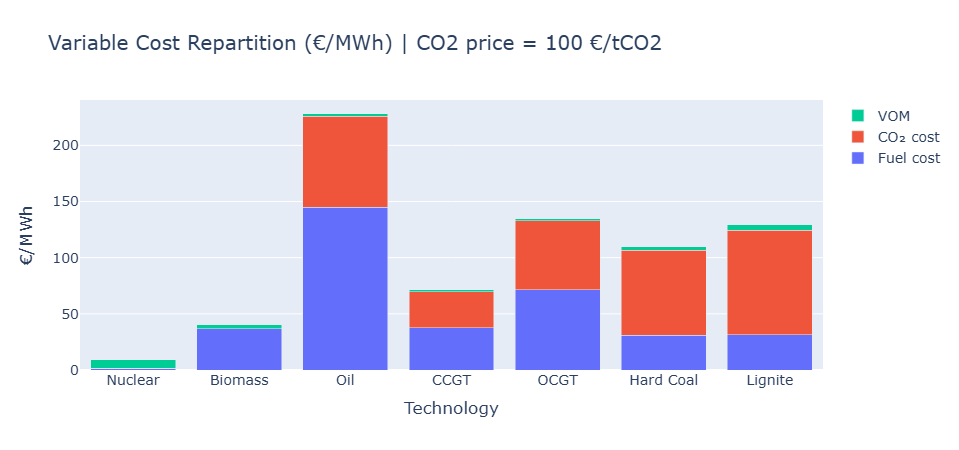 Variable Cost Repartition (€/MWh) | CO2 price = 100 €/tCO2
VOM
CO₂ cost
Fuel cost
€/MWh
200
150
100
50
0
Nuclear Biomass Oil CCGT OCGT Hard Coal Lignite
Technology